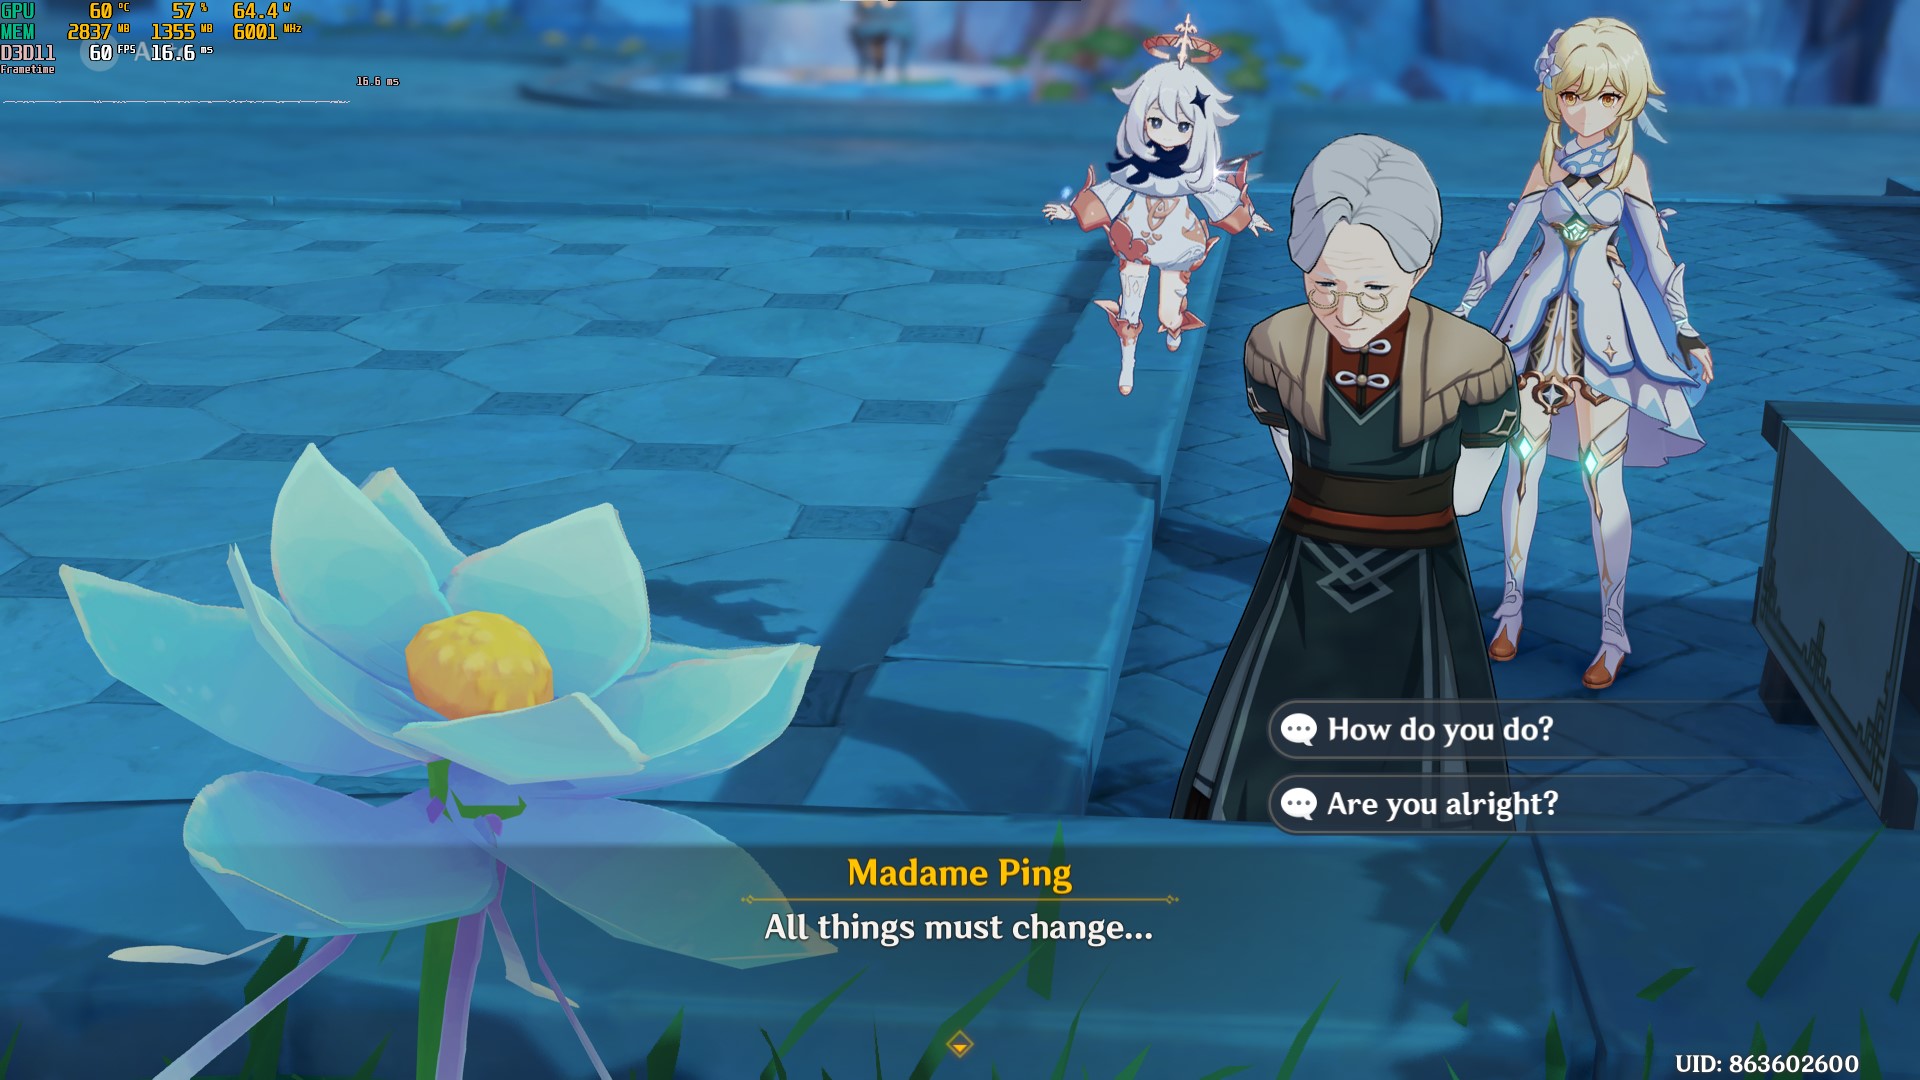 GPU 60 °C 57 % 64.4 W
MEM 2837 MB 1355 MB 6001 MHz
D3D11 60 FPS 16.6 ms
Frametime
16.6 ms
How do you do?
Are you alright?
Madame Ping
All things must change...
UID: 863602600